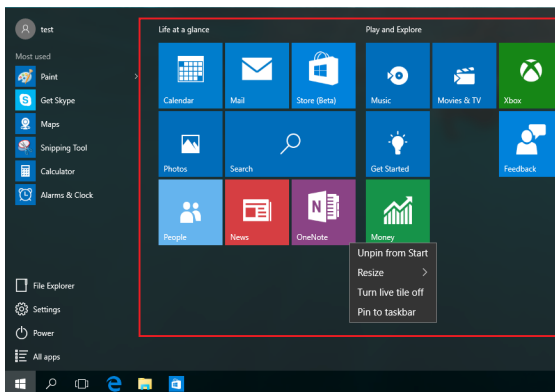 test
Most used
Paint
Get Skype
Maps
Snipping Tool
Calculator
Alarms & Clock
File Explorer
Settings
Power
All apps
Life at a glance
Play and Explore
Calendar
Mail
Store (Beta)
Music
Movies & TV
Xbox
Photos
Search
Get Started
Feedback
People
News
OneNote
Money
Unpin from Start
Resize
Turn live tile off
Pin to taskbar